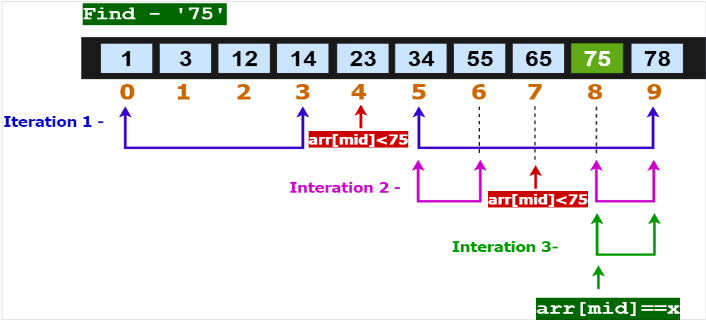 Find - '75'
1 3 12 14 23 34 55 65 75 78
0 1 2 3 4 5 6 7 8 9
Iteration 1 -
arr[mid]<75
Interation 2 -
arr[mid]<75
Interation 3-
arr[mid]==x